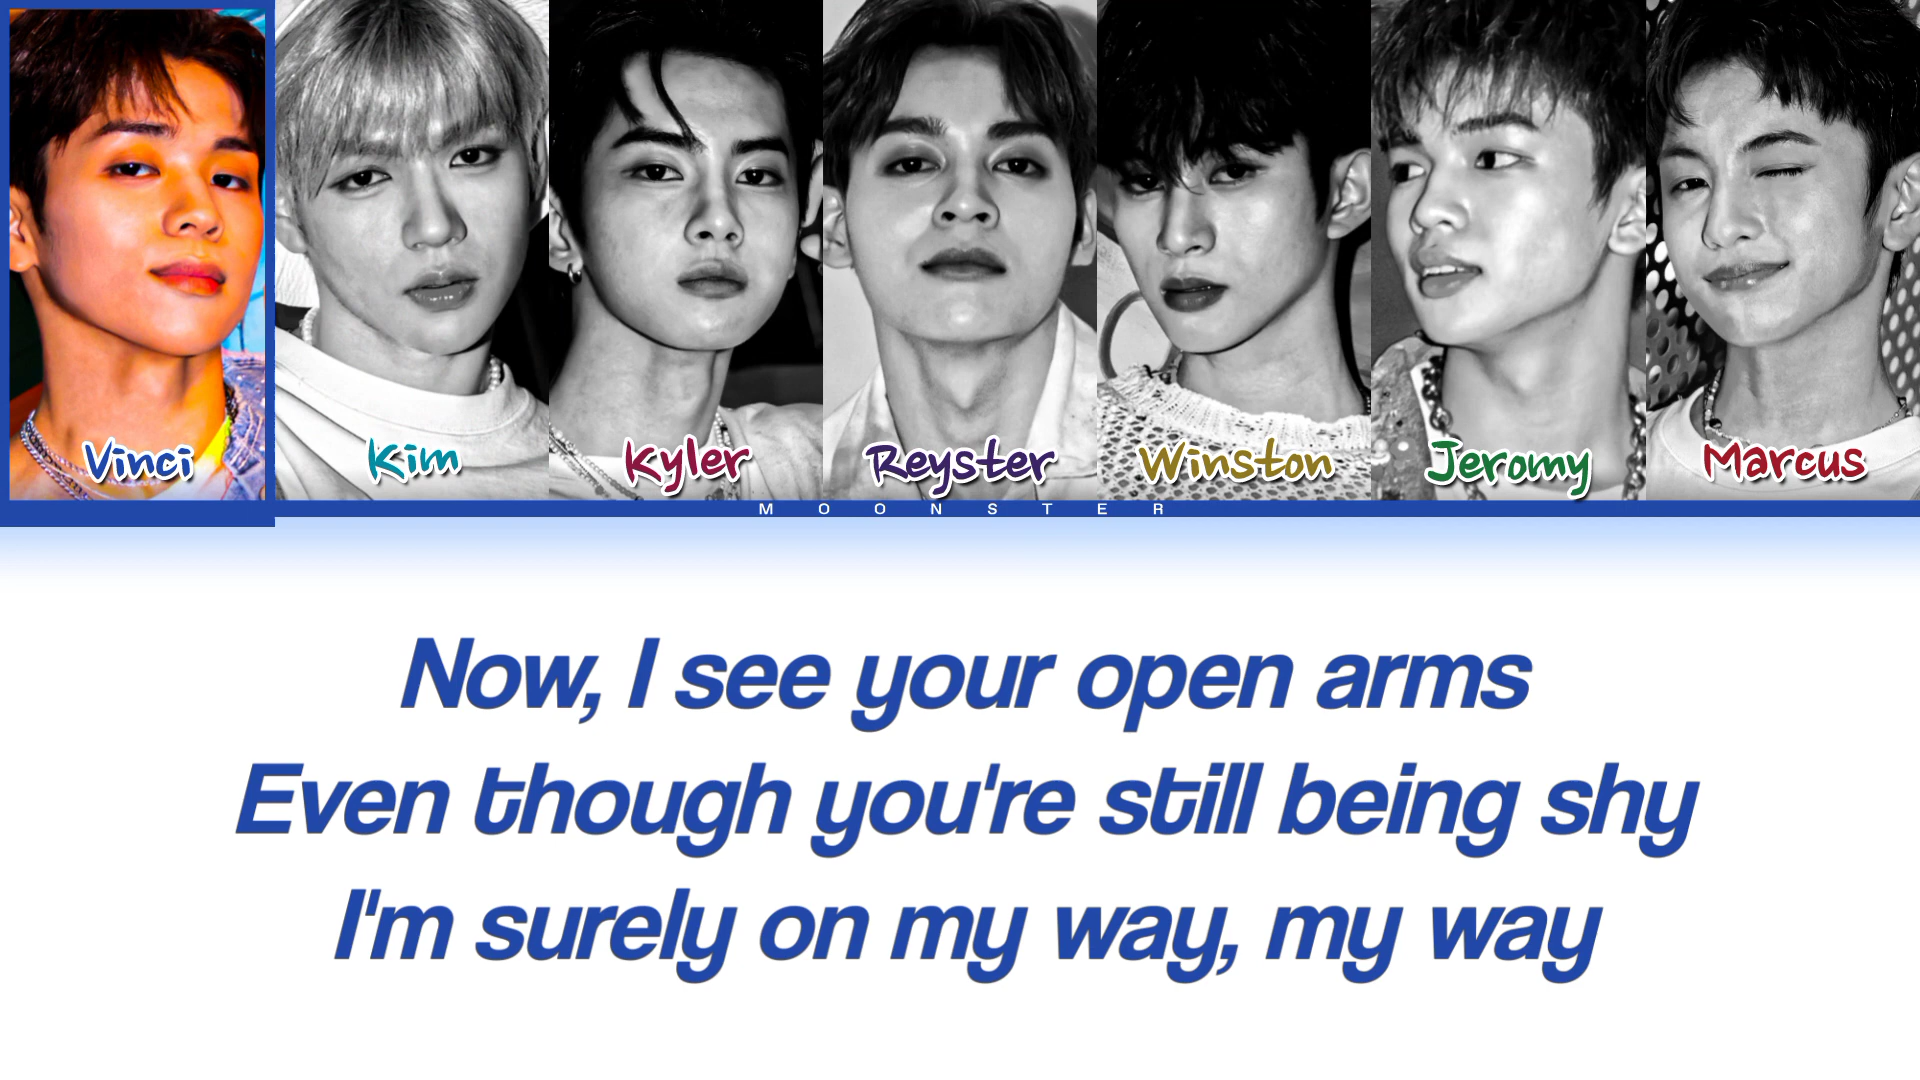 Vinci Kim Kyler Reyster Winston Jeromy Marcus
MOONSTER
Now, I see your open arms
Even though you're still being shy
I'm surely on my way, my way